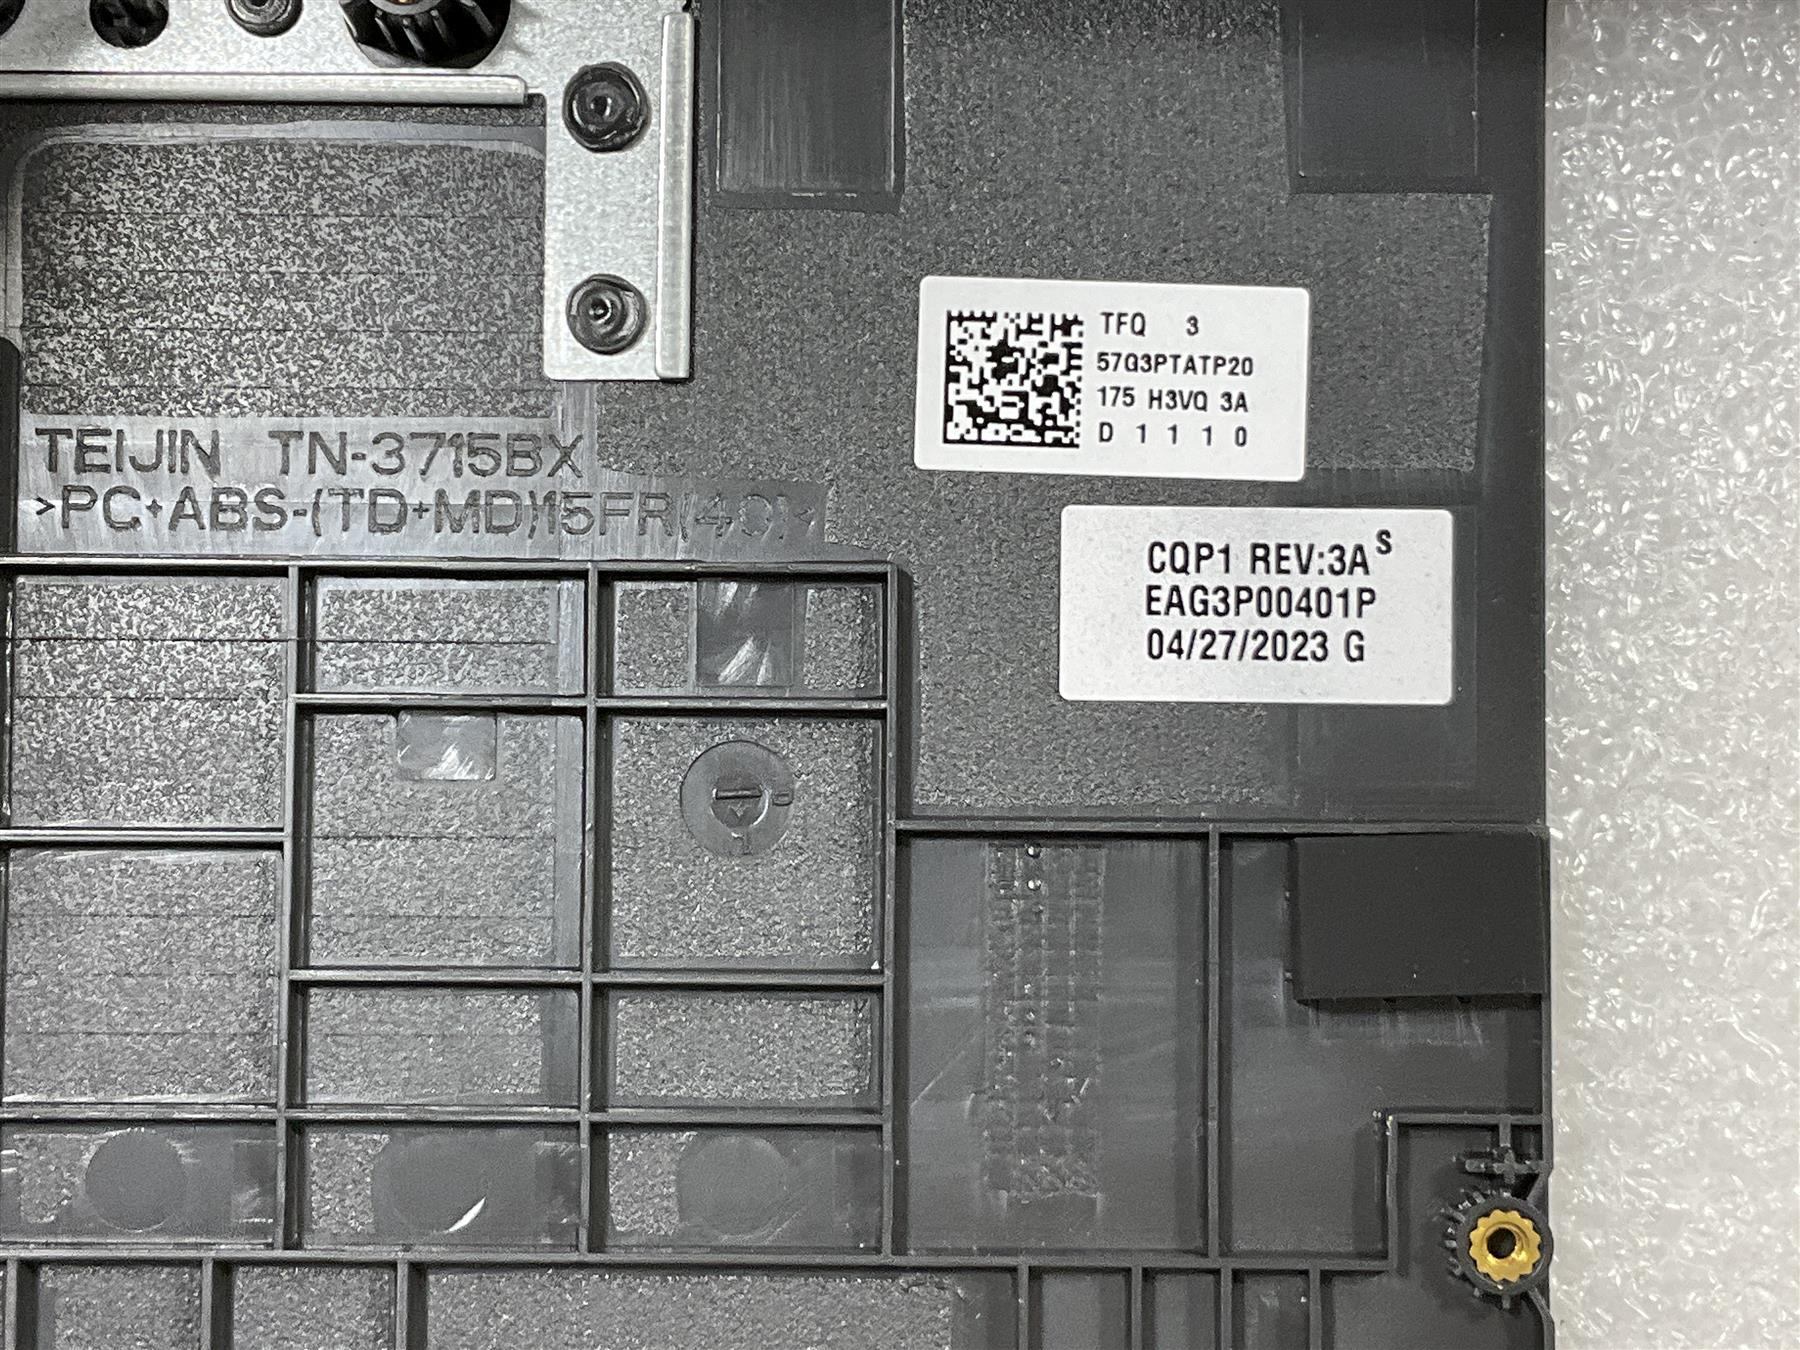 TFQ 3
57G3PTATP20
175 H3VQ 3A
D 1 1 1 0
TEIJIN TN-3715BX
>PC+ABS-(TD+MD)15FR(40)<
CQP1 REV:3A S
EAG3P00401P
04/27/2023 G